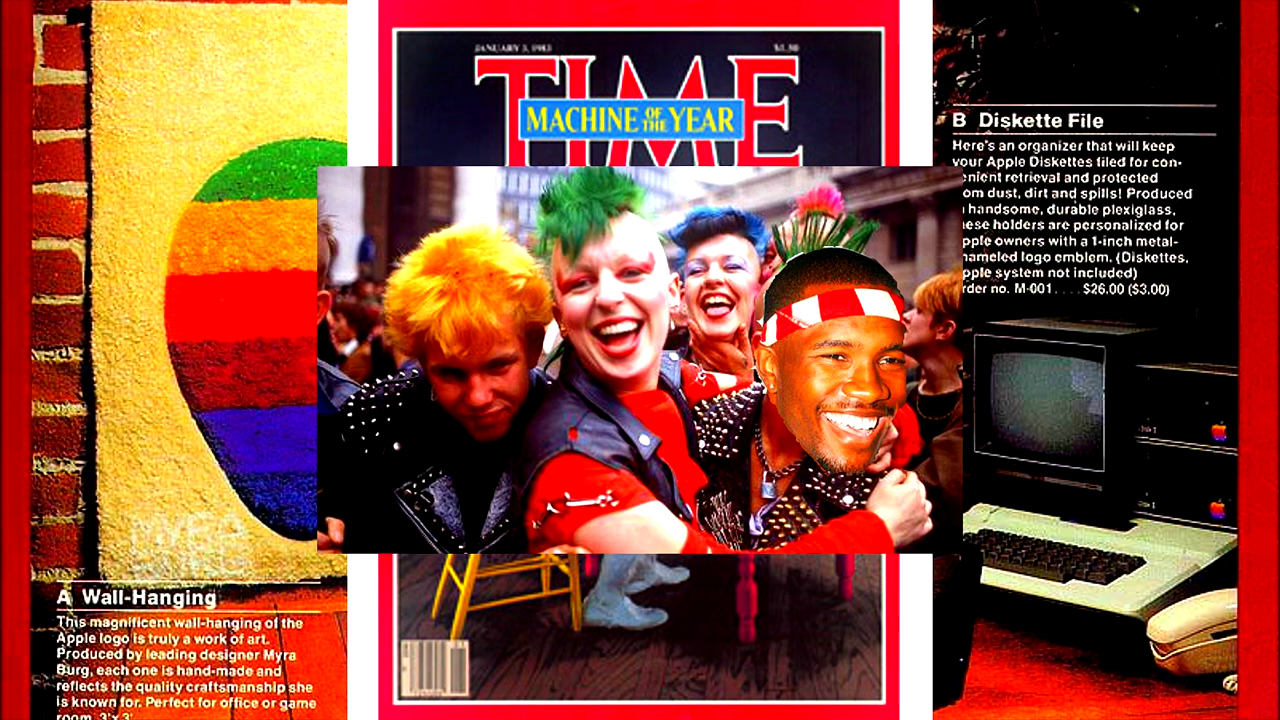 JANUARY 3, 1983
$1.50
TIME
MACHINE OF THE YEAR
B Diskette File
Here's an organizer that will keep
your Apple Diskettes filed for con-
enient retrieval and protected
om dust, dirt and spills! Produced
handsome, durable plexiglass,
ese holders are personalized for
pple owners with a 1-inch metal-
nameled logo emblem. (Diskettes,
pple system not included)
rder no. M-001 . . . . $26.00 ($3.00)
A Wall-Hanging
This magnificent wall-hanging of the
Apple logo is truly a work of art.
Produced by leading designer Myra
Burg, each one is hand-made and
reflects the quality craftsmanship she
is known for. Perfect for office or game
room. 3'x 3'